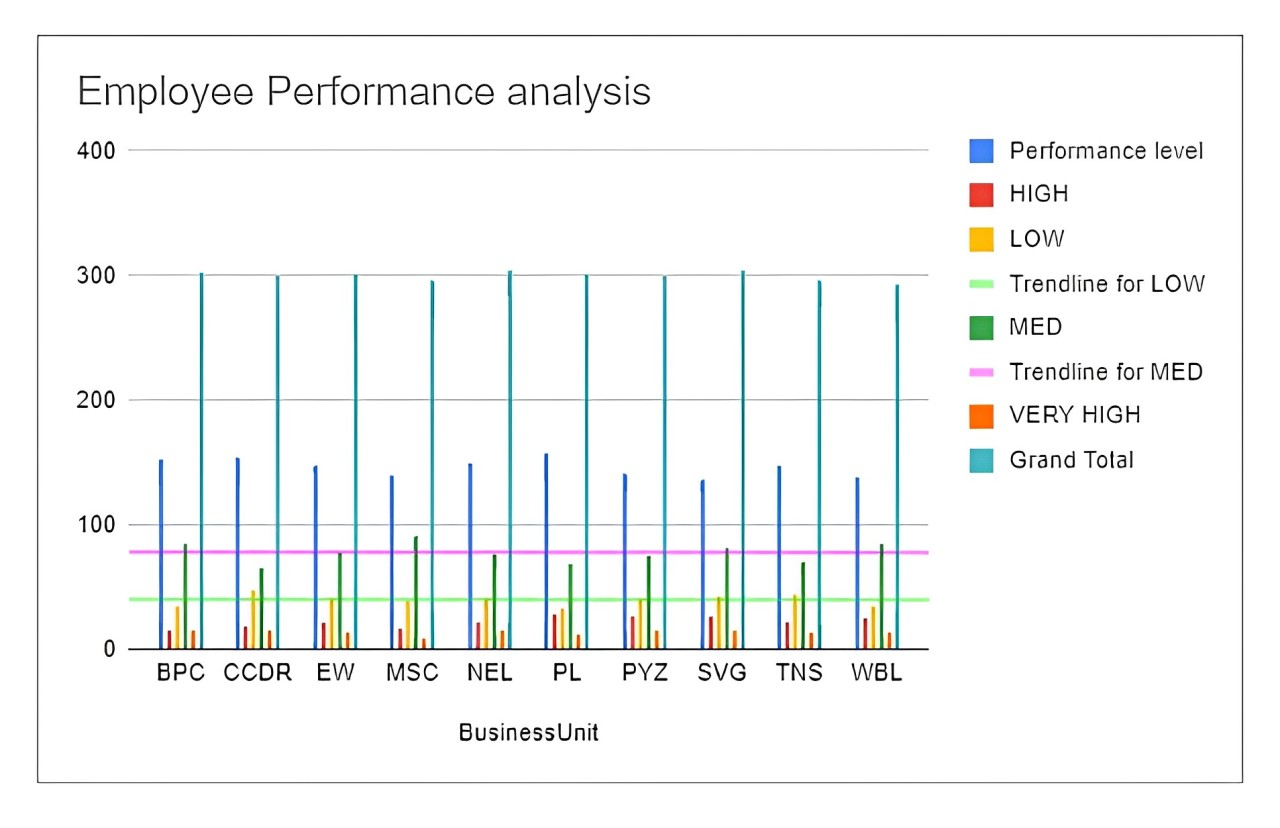 Employee Performance analysis
400
300
200
100
0
BPC CCDR EW MSC NEL PL PYZ SVG TNS WBL
BusinessUnit
Performance level
HIGH
LOW
Trendline for LOW
MED
Trendline for MED
VERY HIGH
Grand Total